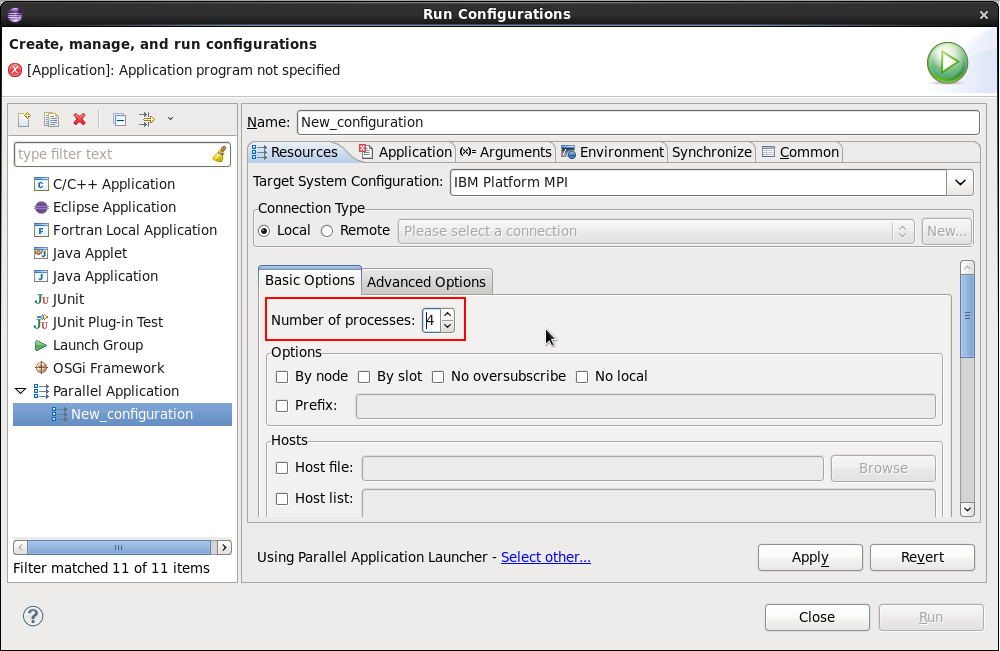 Run Configurations
Create, manage, and run configurations
[Application]: Application program not specified
type filter text
C/C++ Application
Eclipse Application
Fortran Local Application
Java Applet
Java Application
JUnit
JUnit Plug-in Test
Launch Group
OSGi Framework
Parallel Application
New_configuration
Filter matched 11 of 11 items
Name: New_configuration
Resources Application Arguments Environment Synchronize Common
Target System Configuration: IBM Platform MPI
Connection Type
Local Remote Please select a connection New...
Basic Options Advanced Options
Number of processes: 4
Options
By node By slot No oversubscribe No local
Prefix:
Hosts
Host file: Browse
Host list:
Using Parallel Application Launcher - Select other... Apply Revert
Close Run